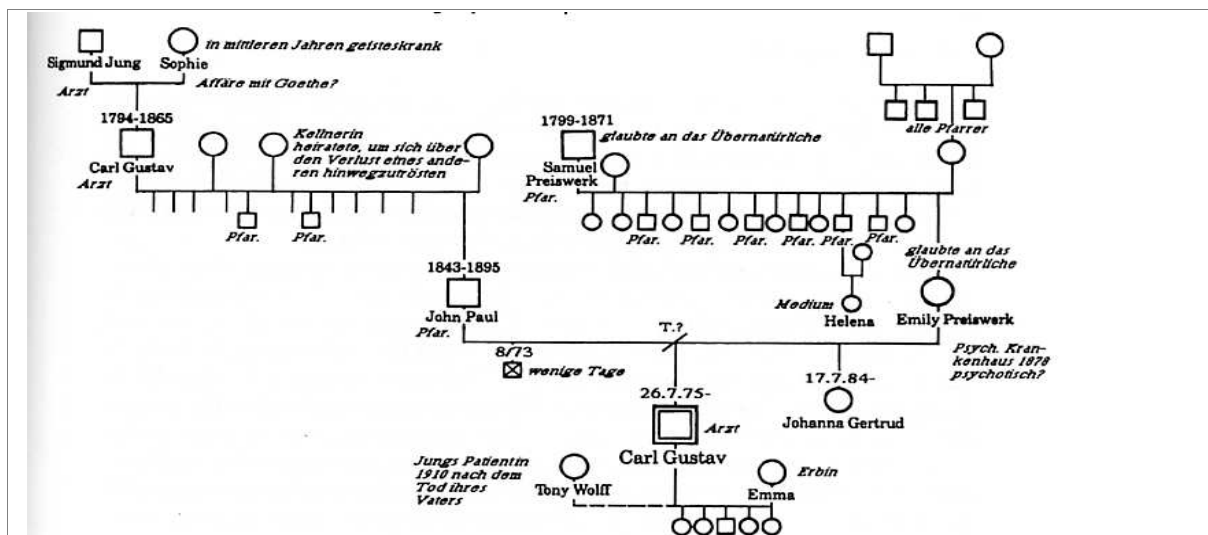 in mittleren Jahren geisteskrank
Sigmund Jung
Sophie
Affäre mit Goethe?
Arzt
1794-1865
Carl Gustav
Arzt
Kellnerin
heiratete, um sich über
den Verlust eines ande-
ren hinwegzutrösten
Pfar.
Pfar.
alle Pfarrer
1799-1871
glaubte an das Übernatürliche
Samuel
Preiswerk
Pfar.
Pfar.
Pfar.
Pfar.
Pfar.
Pfar.
Pfar.
glaubte an das
Übernatürliche
1843-1895
John Paul
Pfar.
Medium
Helena
Emily Preiswerk
T.?
8/73
wenige Tage
Psych. Kran-
kenhaus 1878
psychotisch?
17.7.84-
Johanna Gertrud
26.7.75-
Arzt
Carl Gustav
Jungs Patientin
1910 nach dem
Tod ihres
Vaters
Tony Wolff
Erbin
Emma